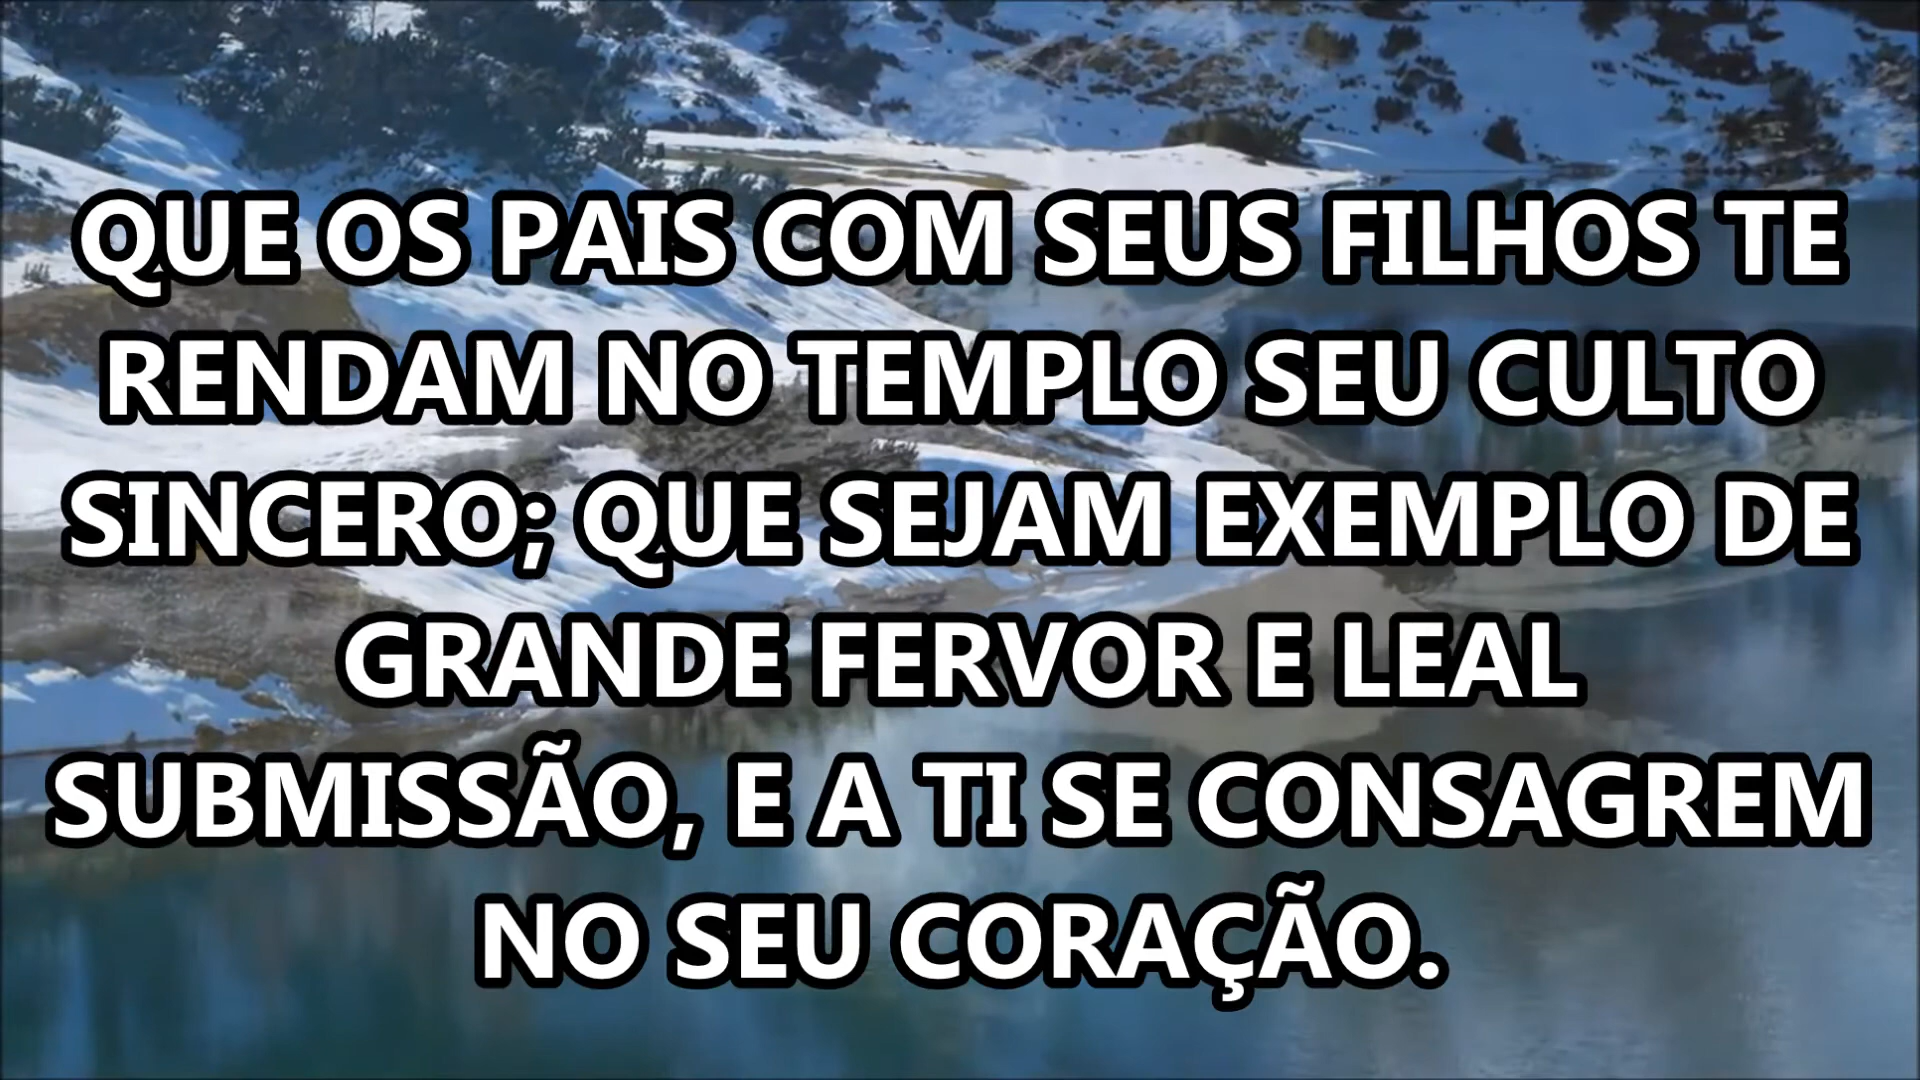 QUE OS PAIS COM SEUS FILHOS TE
RENDAM NO TEMPLO SEU CULTO
SINCERO; QUE SEJAM EXEMPLO DE
GRANDE FERVOR E LEAL
SUBMISSÃO, E A TI SE CONSAGREM
NO SEU CORAÇÃO.